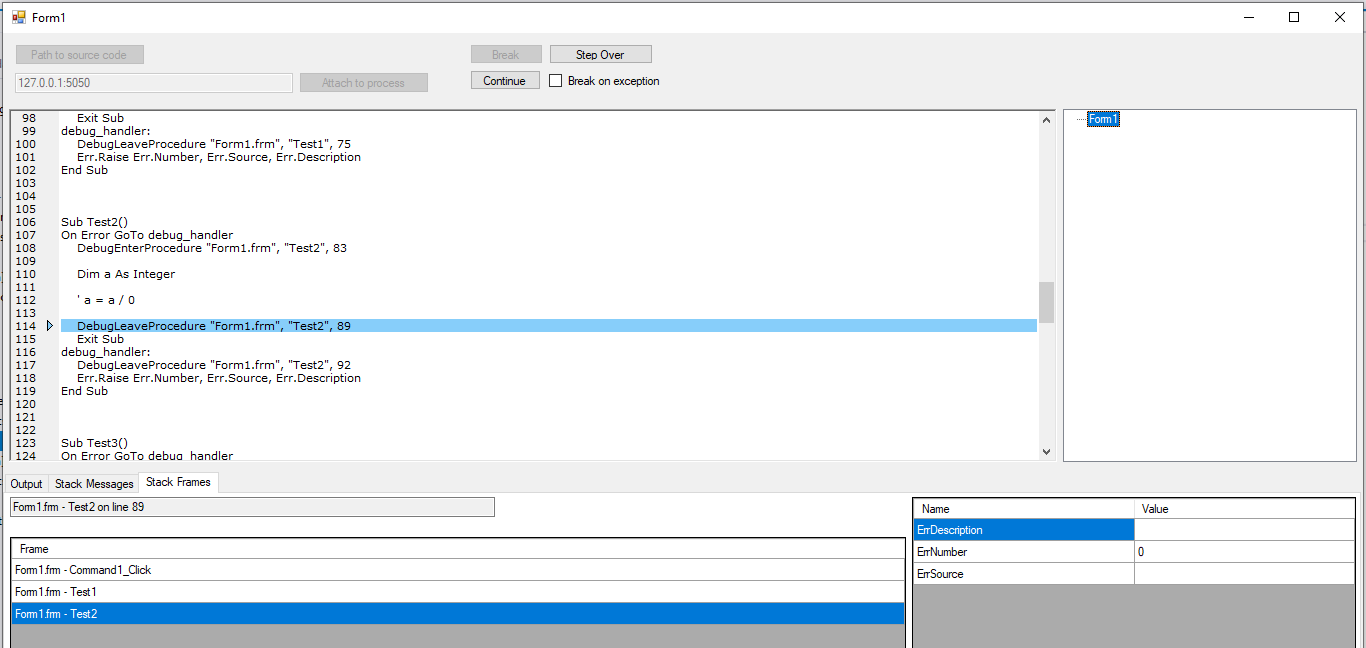 Form1
Path to source code
Break
Step Over
127.0.0.1:5050
Attach to process
Continue
Break on exception
98 Exit Sub
99 debug_handler:
100 DebugLeaveProcedure "Form1.frm", "Test1", 75
101 Err.Raise Err.Number, Err.Source, Err.Description
102 End Sub
103
104
105
106 Sub Test2()
107 On Error GoTo debug_handler
108 DebugEnterProcedure "Form1.frm", "Test2", 83
109
110 Dim a As Integer
111
112 ' a = a / 0
113
114 DebugLeaveProcedure "Form1.frm", "Test2", 89
115 Exit Sub
116 debug_handler:
117 DebugLeaveProcedure "Form1.frm", "Test2", 92
118 Err.Raise Err.Number, Err.Source, Err.Description
119 End Sub
120
121
122
123 Sub Test3()
124 On Error GoTo debug_handler
Form1
Output Stack Messages Stack Frames
Form1.frm - Test2 on line 89
Frame
Form1.frm - Command1_Click
Form1.frm - Test1
Form1.frm - Test2
Name Value
ErrDescription
ErrNumber 0
ErrSource